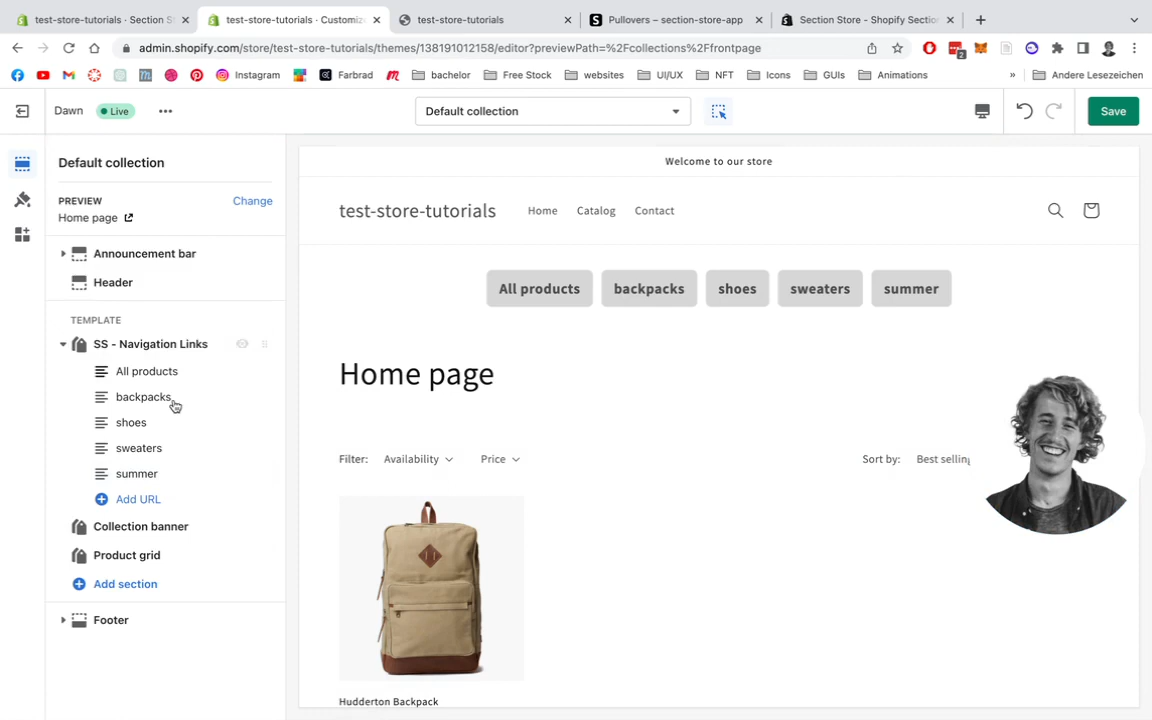 test-store-tutorials · Section S
test-store-tutorials · Customiz
test-store-tutorials
Pullovers – section-store-app
Section Store - Shopify Section
admin.shopify.com/store/test-store-tutorials/themes/138191012158/editor?previewPath=%2Fcollections%2Ffrontpage
2
Instagram
Farbrad
bachelor
Free Stock
websites
UI/UX
NFT
Icons
GUIs
Animations
»
Andere Lesezeichen
Dawn
Live
Default collection
Save
Default collection
PREVIEW
Change
Home page
Announcement bar
Header
TEMPLATE
SS - Navigation Links
All products
backpacks
shoes
sweaters
summer
Add URL
Collection banner
Product grid
Add section
Footer
Welcome to our store
test-store-tutorials
Home
Catalog
Contact
All products
backpacks
shoes
sweaters
summer
Home page
Filter:
Availability
Price
Sort by:
Best selling
Hudderton Backpack